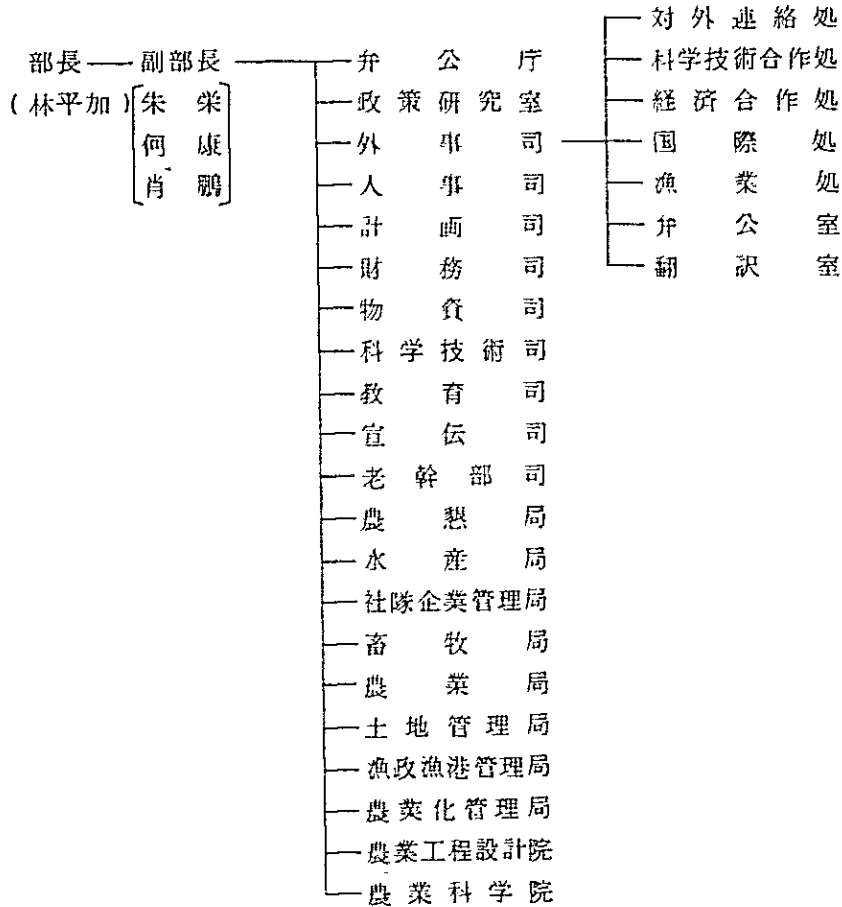 部長 — 副部長
(林平加) [朱栄
何康
肖鵬]
弁公庁
政策研究室
外事司
人事司
計画司
財務司
物資司
科学技術司
教育司
宣伝司
老幹部司
農懇局
水産局
社隊企業管理局
畜牧局
農業局
土地管理局
漁政漁港管理局
農業化管理局
農業工程設計院
農業科学院
対外連絡処
科学技術合作処
経済合作処
国際処
漁業処
弁公室
翻訳室